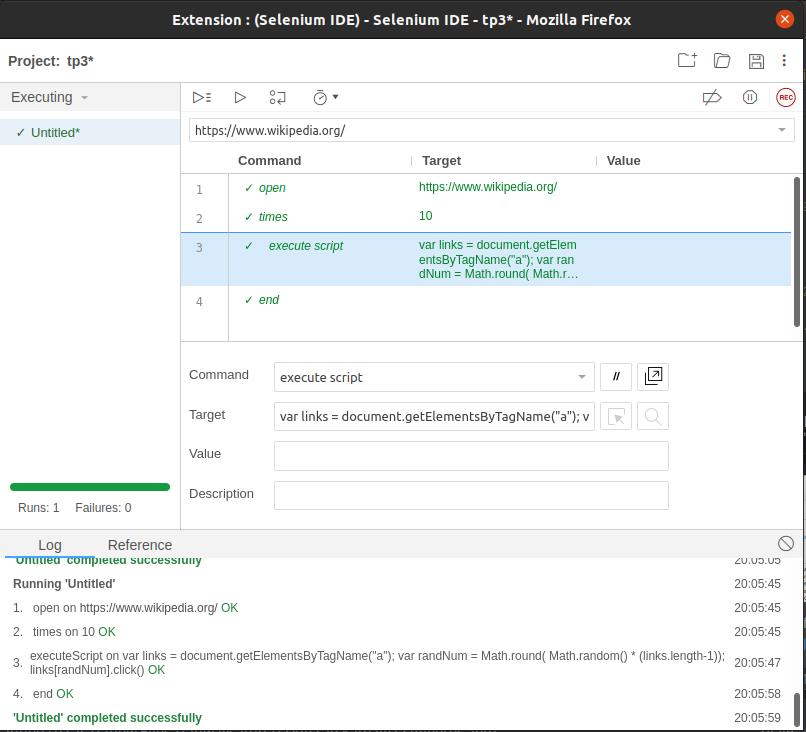 Extension : (Selenium IDE) - Selenium IDE - tp3* - Mozilla Firefox
Project: tp3*
Executing
✓ Untitled*
REC
https://www.wikipedia.org/
Command Target Value
1 ✓ open https://www.wikipedia.org/
2 ✓ times 10
3 ✓ execute script var links = document.getElem
entsByTagName("a"); var ran
dNum = Math.round( Math.r…
4 ✓ end
Command execute script //
Target var links = document.getElementsByTagName("a"); v
Value
Description
Runs: 1 Failures: 0
Log Reference
'Untitled' completed successfully 20:05:05
Running 'Untitled' 20:05:45
1. open on https://www.wikipedia.org/ OK 20:05:45
2. times on 10 OK 20:05:45
3. executeScript on var links = document.getElementsByTagName("a"); var randNum = Math.round( Math.random() * (links.length-1)); 20:05:47
links[randNum].click() OK
4. end OK 20:05:58
'Untitled' completed successfully 20:05:59